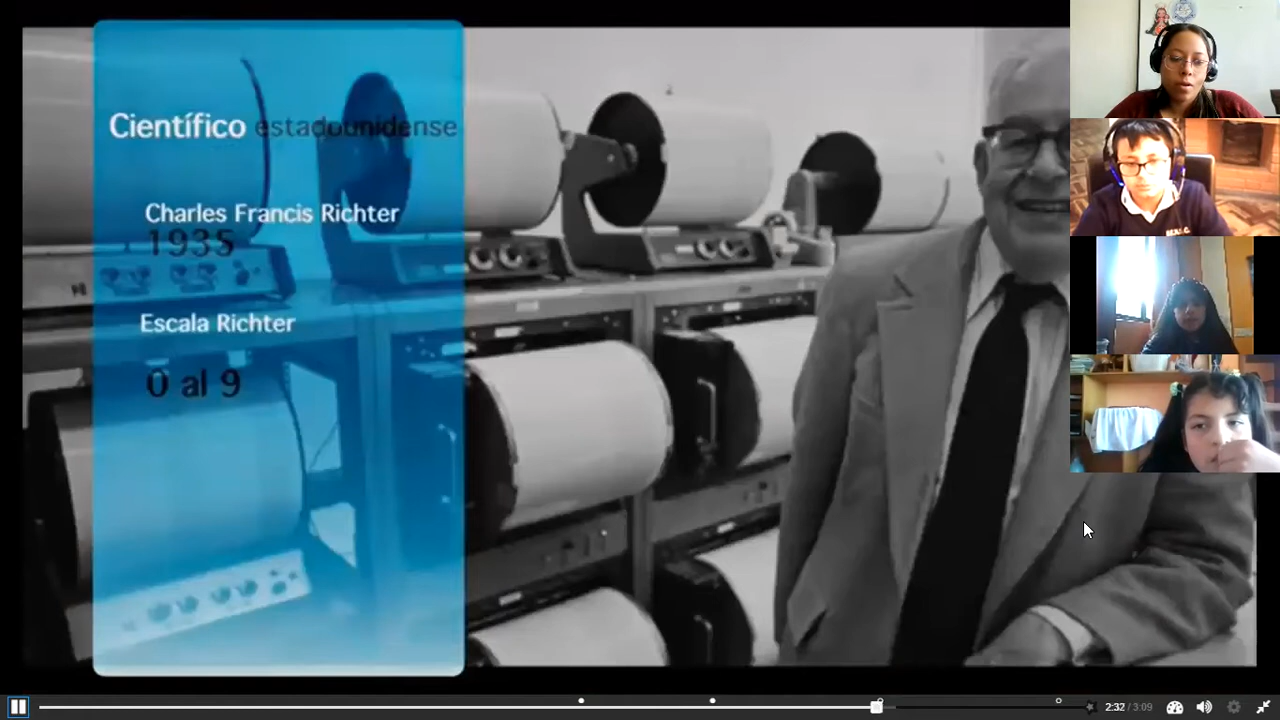 Científico estadounidense
Charles Francis Richter
1935
Escala Richter
0 al 9
2:32 / 3:09